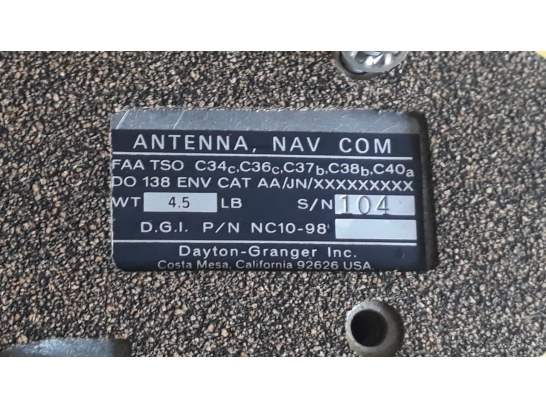 ANTENNA, NAV COM
FAA TSO C34c,C36c,C37b,C38b,C40a
DO 138 ENV CAT AA/JN/XXXXXXXXX
WT 4.5 LB S/N 104
D.G.I. P/N NC10-98
Dayton-Granger Inc.
Costa Mesa, California 92626 USA